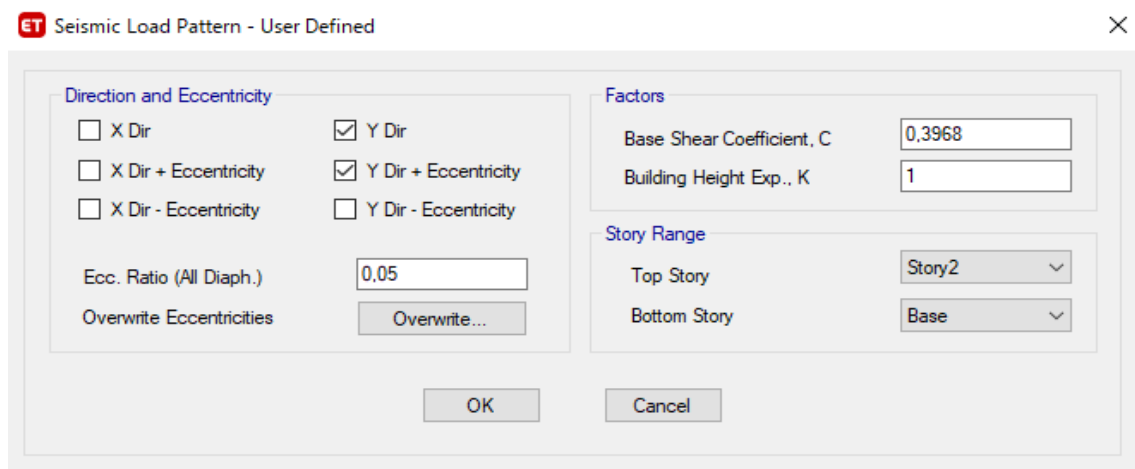 ET Seismic Load Pattern - User Defined
Direction and Eccentricity
X Dir
Y Dir
X Dir + Eccentricity
Y Dir + Eccentricity
X Dir - Eccentricity
Y Dir - Eccentricity
Ecc. Ratio (All Diaph.)
0,05
Overwrite Eccentricities
Overwrite...
Factors
Base Shear Coefficient, C
0,3968
Building Height Exp., K
1
Story Range
Top Story
Story2
Bottom Story
Base
OK
Cancel